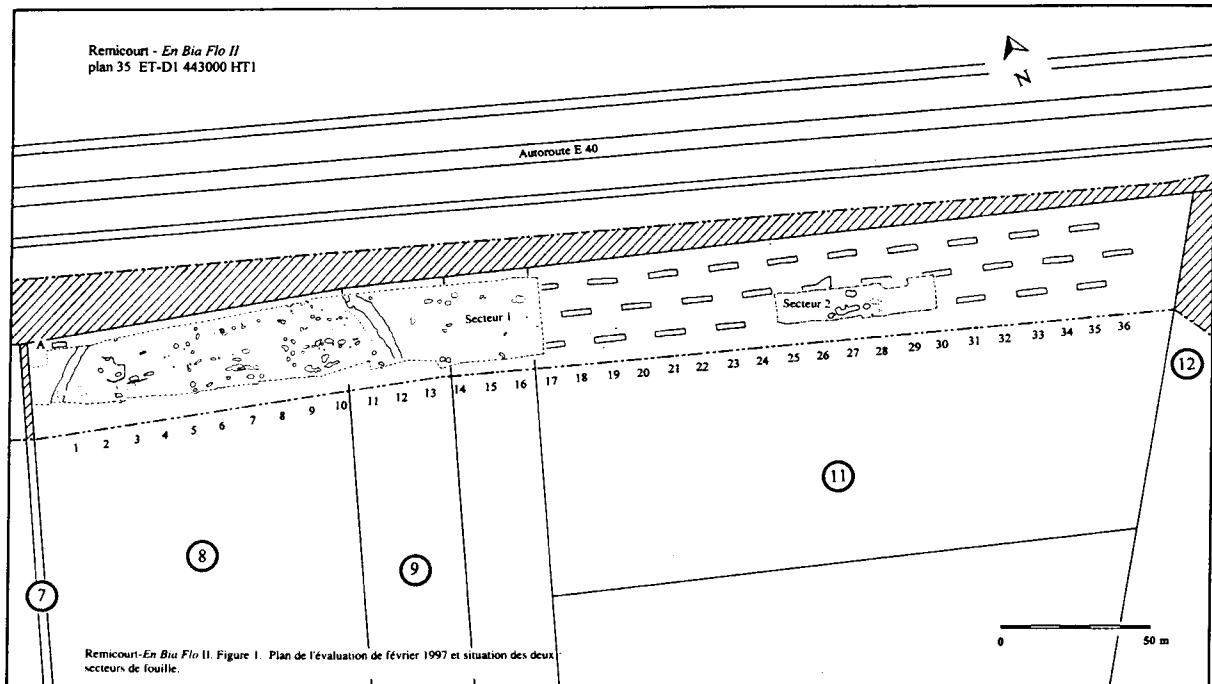 Remicourt - En Bia Flo II
plan 35 ET-D1 443000 HT1
N
Autoroute E 40
A
Secteur 1
Secteur 2
1 2 3 4 5 6 7 8 9 10 11 12 13 14 15 16 17 18 19 20 21 22 23 24 25 26 27 28 29 30 31 32 33 34 35 36
12
11
8
9
7
0 50 m
Remicourt-En Bia Flo II. Figure 1. Plan de l'évaluation de février 1997 et situation des deux
secteurs de fouille.